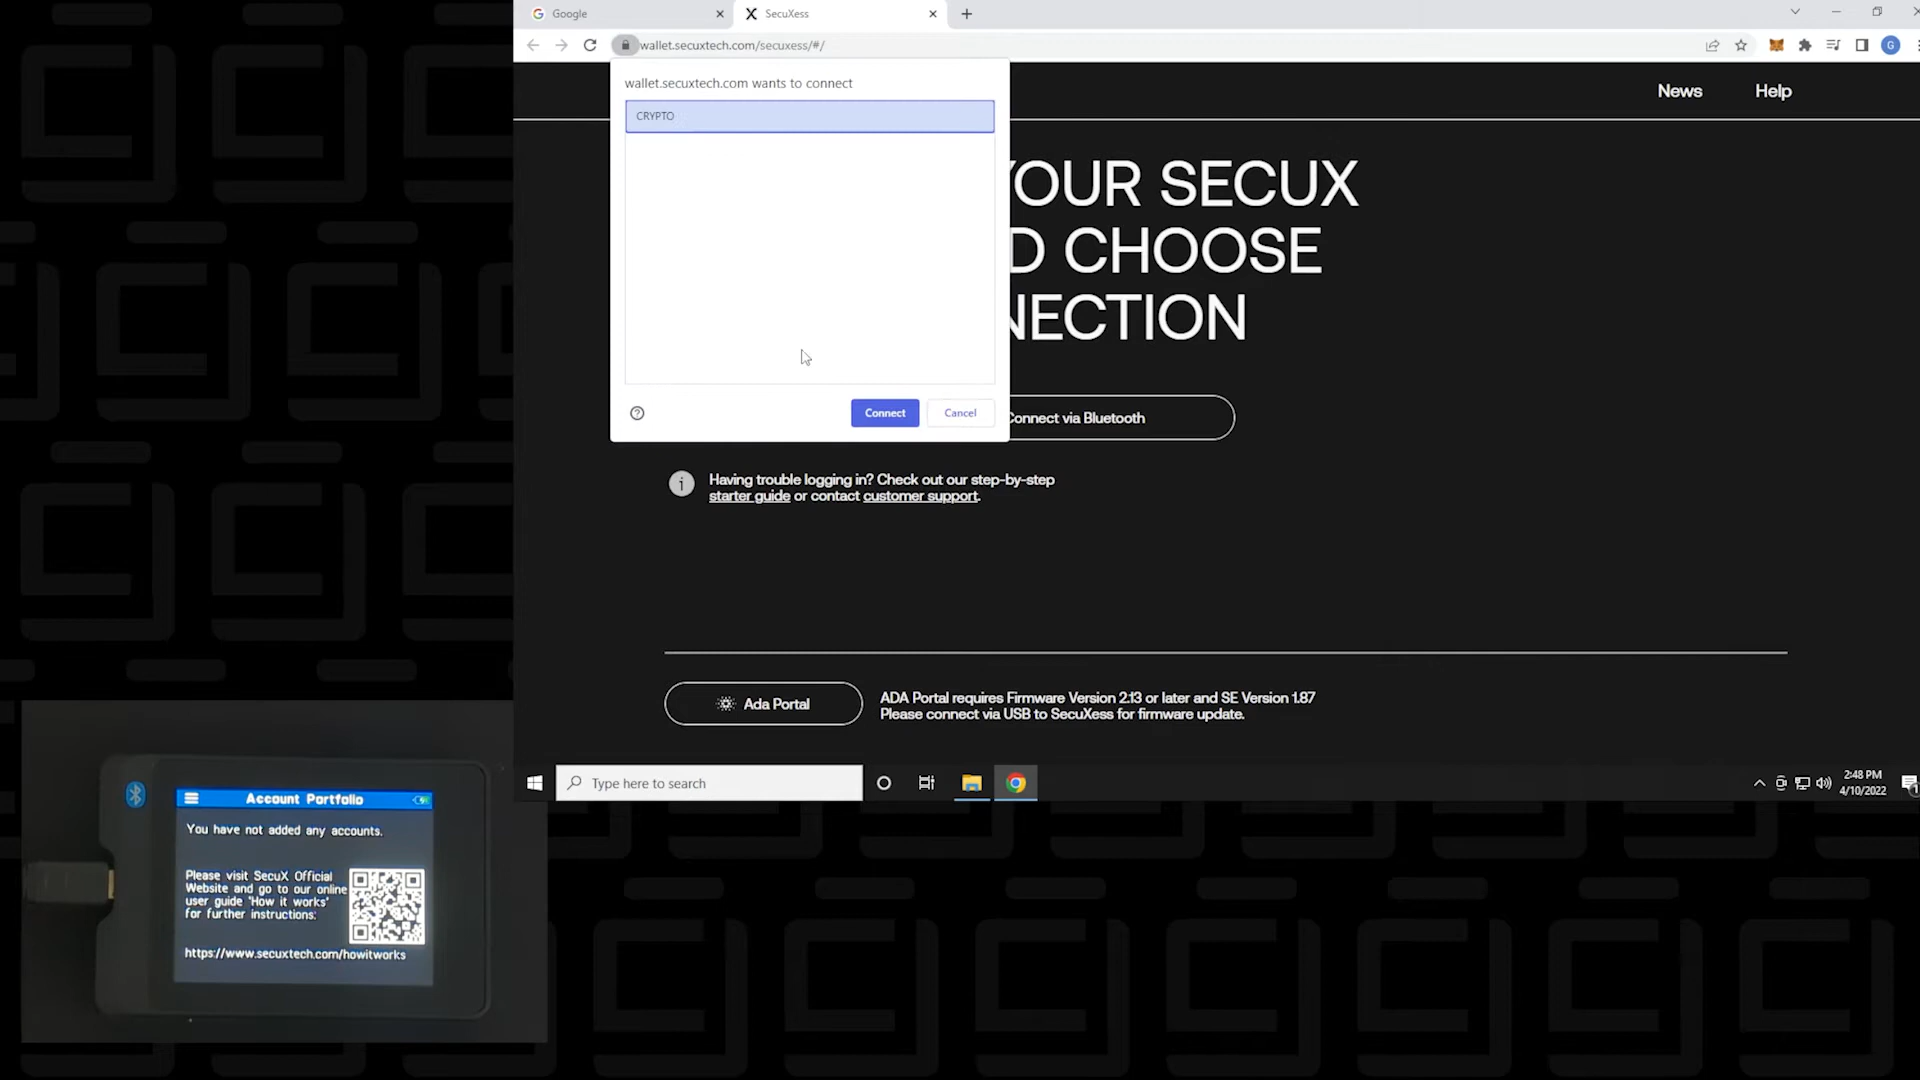 Google
SecuXess
wallet.secuxtech.com/secuxess/#/
G
wallet.secuxtech.com wants to connect
CRYPTO
Connect
Cancel
News
Help
OUR SECUX
D CHOOSE
NECTION
Connect via Bluetooth
Having trouble logging in? Check out our step-by-step
starter guide or contact customer support.
Ada Portal
ADA Portal requires Firmware Version 2.13 or later and SE Version 1.87
Please connect via USB to SecuXess for firmware update.
Type here to search
2:48 PM
4/10/2022
1
Account Portfolio
You have not added any accounts.
Please visit SecuX Official
Website and go to our online
user guide 'How it works'
for further instructions:
https://www.secuxtech.com/howitworks